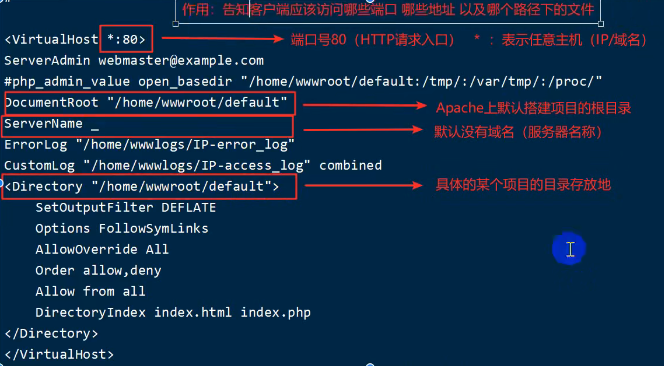 作用：告知客户端应该访问哪些端口 哪些地址 以及哪个路径下的文件
<VirtualHost *:80> 端口号80（HTTP请求入口） * ：表示任意主机（IP/域名）
ServerAdmin webmaster@example.com
#php_admin_value open_basedir "/home/wwwroot/default:/tmp/:/var/tmp/:/proc/"
DocumentRoot "/home/wwwroot/default" Apache上默认搭建项目的根目录
ServerName _ 默认没有域名（服务器名称）
ErrorLog "/home/wwwlogs/IP-error_log"
CustomLog "/home/wwwlogs/IP-access_log" combined
<Directory "/home/wwwroot/default"> 具体的某个项目的目录存放地
SetOutputFilter DEFLATE
Options FollowSymLinks
AllowOverride All
Order allow,deny
Allow from all
DirectoryIndex index.html index.php
</Directory>
</VirtualHost>